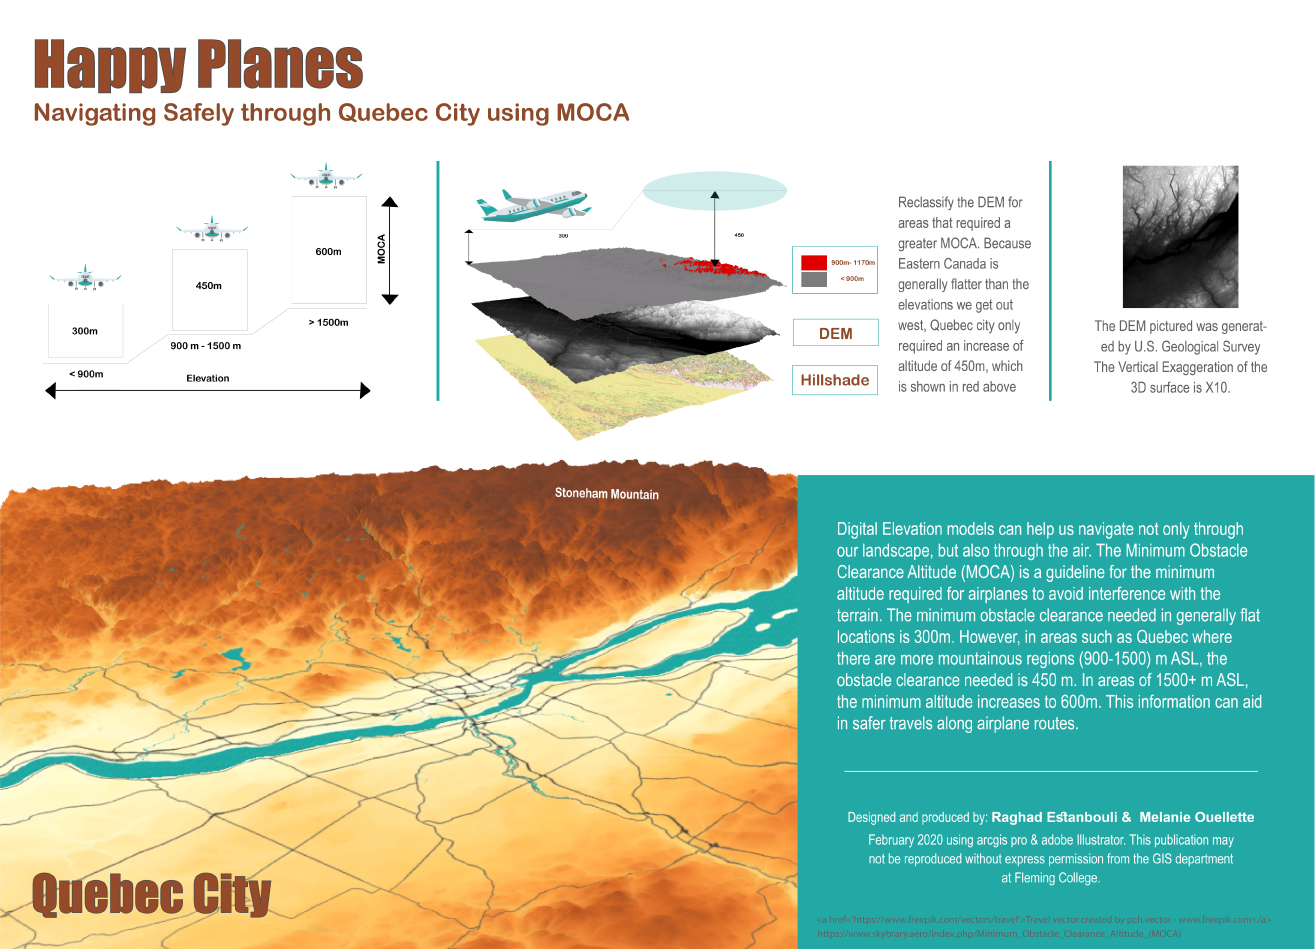 Happy Planes
Navigating Safely through Quebec City using MOCA
300m
< 900m
450m
900 m - 1500 m
600m
> 1500m
MOCA
Elevation
300
450
900m- 1170m
< 900m
DEM
Hillshade
Reclassify the DEM for
areas that required a
greater MOCA. Because
Eastern Canada is
generally flatter than the
elevations we get out
west, Quebec city only
required an increase of
altitude of 450m, which
is shown in red above
The DEM pictured was generat-
ed by U.S. Geological Survey
The Vertical Exaggeration of the
3D surface is X10.
Stoneham Mountain
Quebec City
Digital Elevation models can help us navigate not only through
our landscape, but also through the air. The Minimum Obstacle
Clearance Altitude (MOCA) is a guideline for the minimum
altitude required for airplanes to avoid interference with the
terrain. The minimum obstacle clearance needed in generally flat
locations is 300m. However, in areas such as Quebec where
there are more mountainous regions (900-1500) m ASL, the
obstacle clearance needed is 450 m. In areas of 1500+ m ASL,
the minimum altitude increases to 600m. This information can aid
in safer travels along airplane routes.
Designed and produced by: Raghad Estanbouli & Melanie Ouellette
February 2020 using arcgis pro & adobe Illustrator. This publication may
not be reproduced without express permission from the GIS department
at Fleming College.
<a href='https://www.freepik.com/vectors/travel'>Travel vector created by pch.vector - www.freepik.com</a>
https://www.skybrary.aero/index.php/Minimum_Obstacle_Clearance_Altitude_(MOCA)